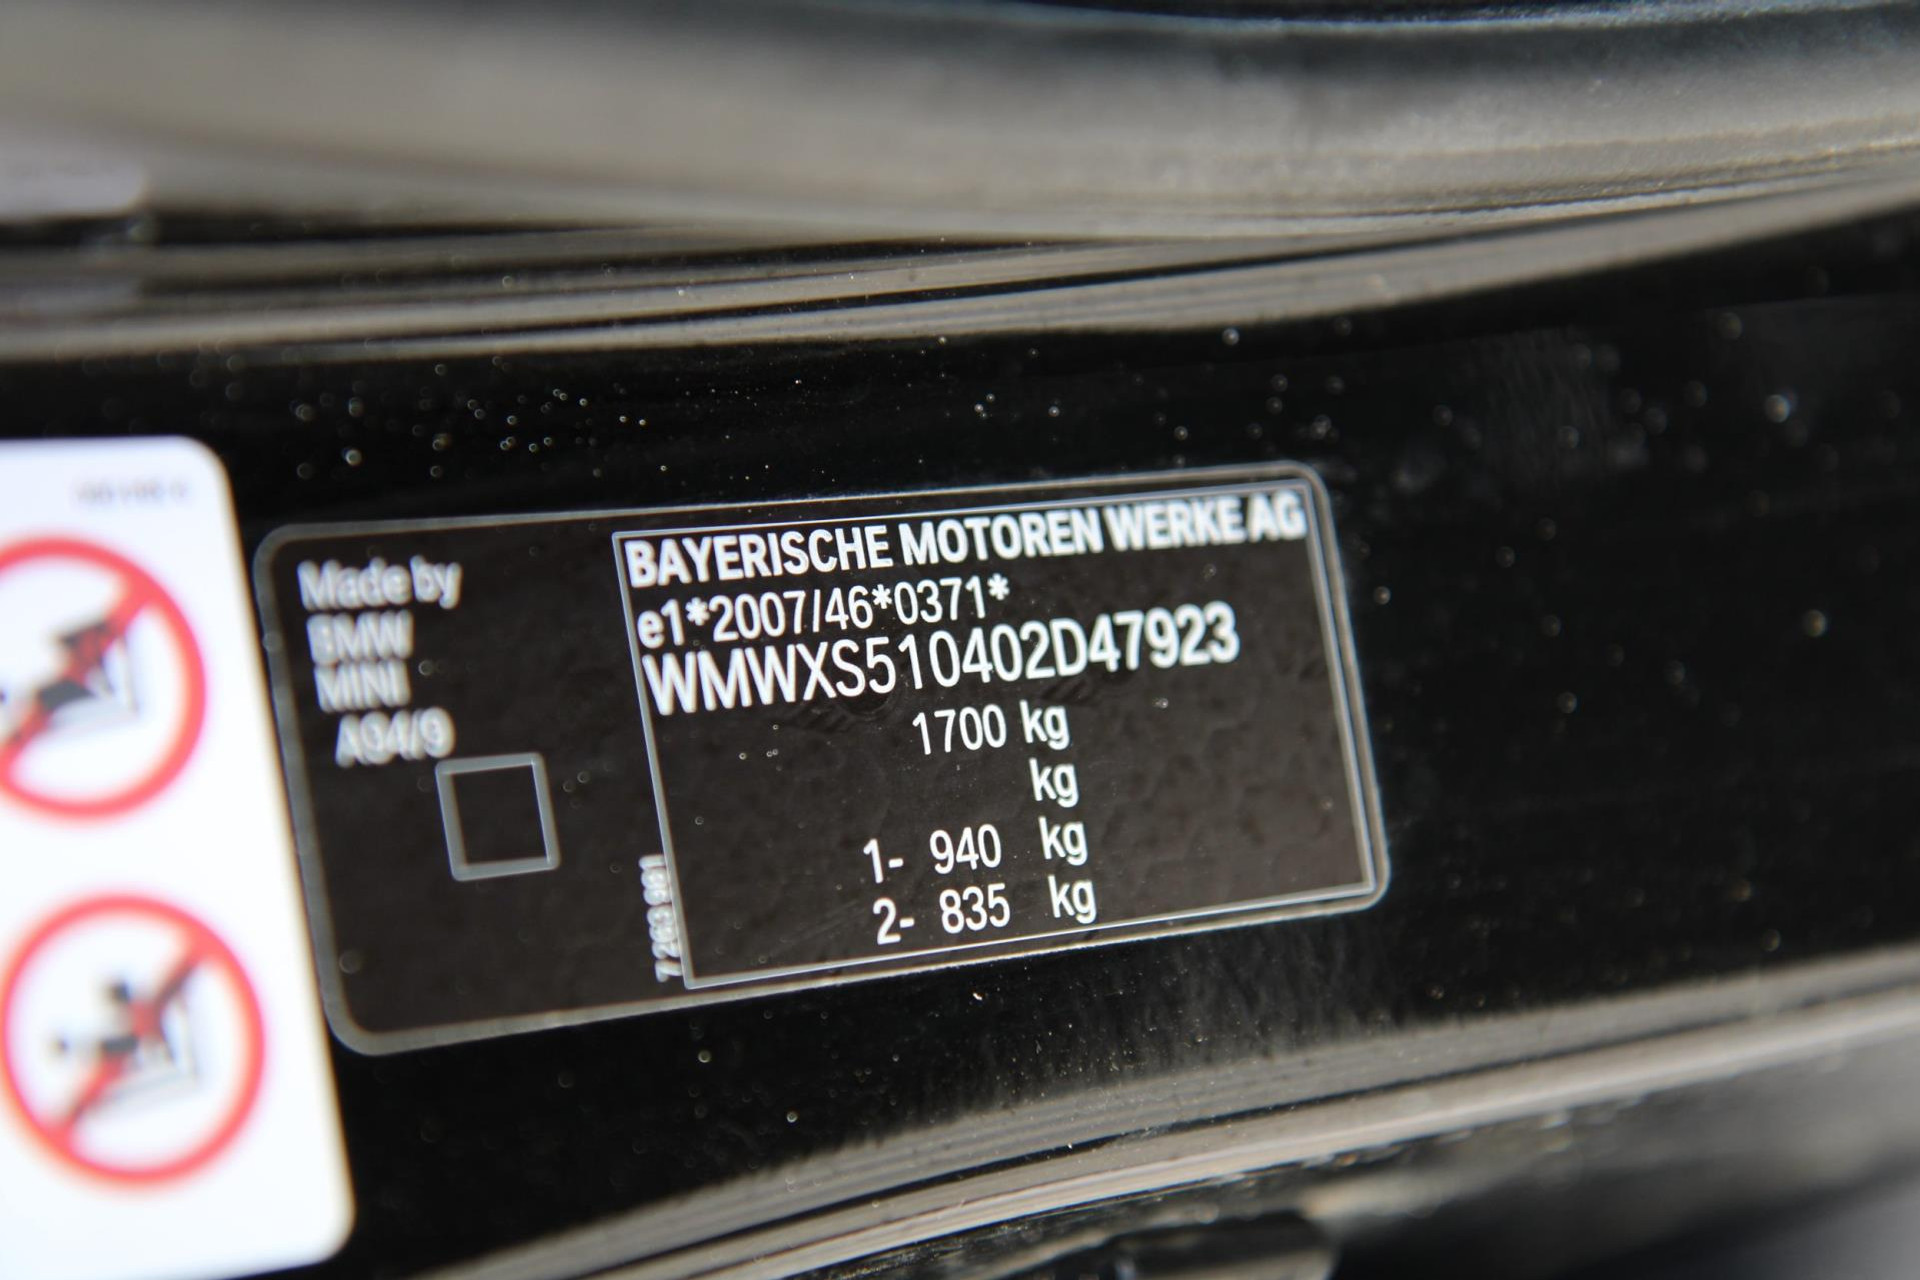 Made by
BMW
MINI
A94/9
BAYERISCHE MOTOREN WERKE AG
e1*2007/46*0371*
WMWXS510402D47923
1700 kg
kg
1- 940 kg
2- 835 kg